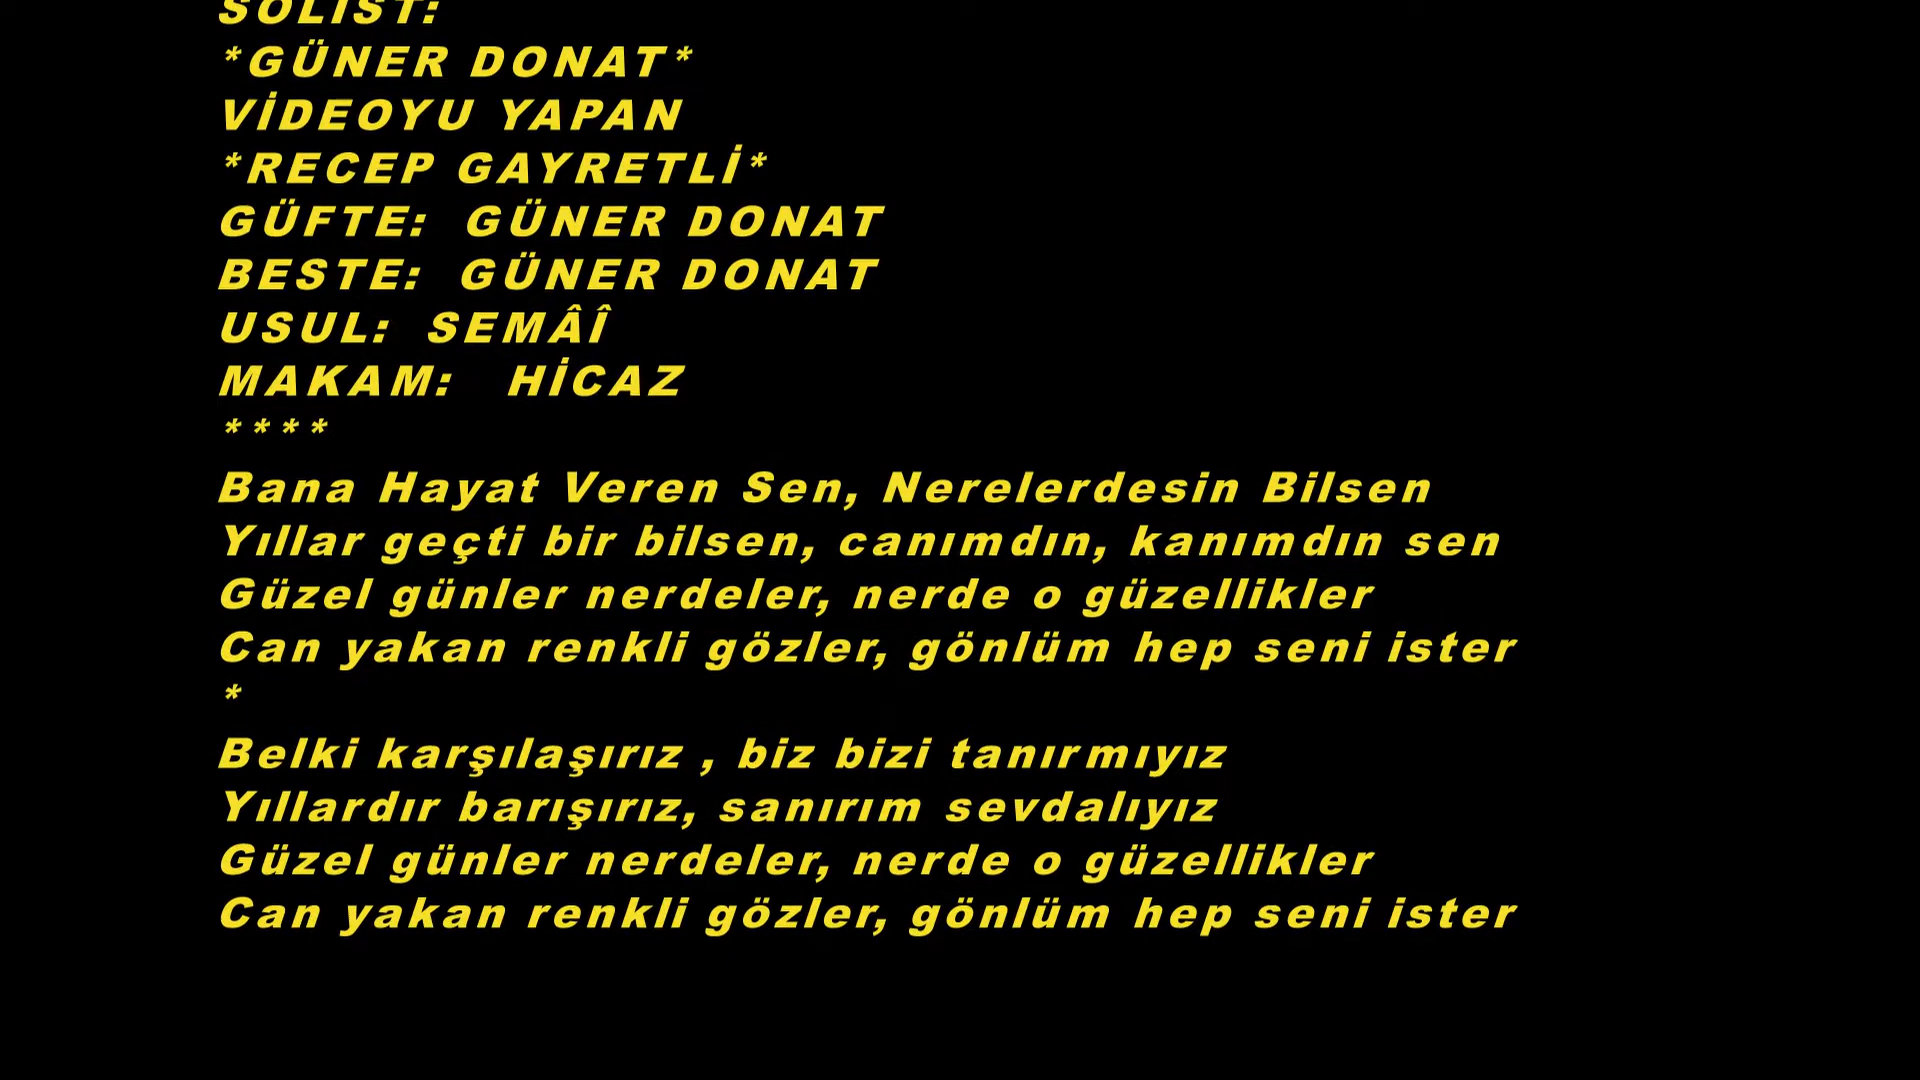 SOLİST:
*GÜNER DONAT*
VİDEOYU YAPAN
*RECEP GAYRETLİ*
GÜFTE: GÜNER DONAT
BESTE: GÜNER DONAT
USUL: SEMÂÎ
MAKAM: HİCAZ
****
Bana Hayat Veren Sen, Nerelerdesin Bilsen
Yıllar geçti bir bilsen, canımdın, kanımdın sen
Güzel günler nerdeler, nerde o güzellikler
Can yakan renkli gözler, gönlüm hep seni ister
*
Belki karşılaşırız , biz bizi tanırmıyız
Yıllardır barışırız, sanırım sevdalıyız
Güzel günler nerdeler, nerde o güzellikler
Can yakan renkli gözler, gönlüm hep seni ister